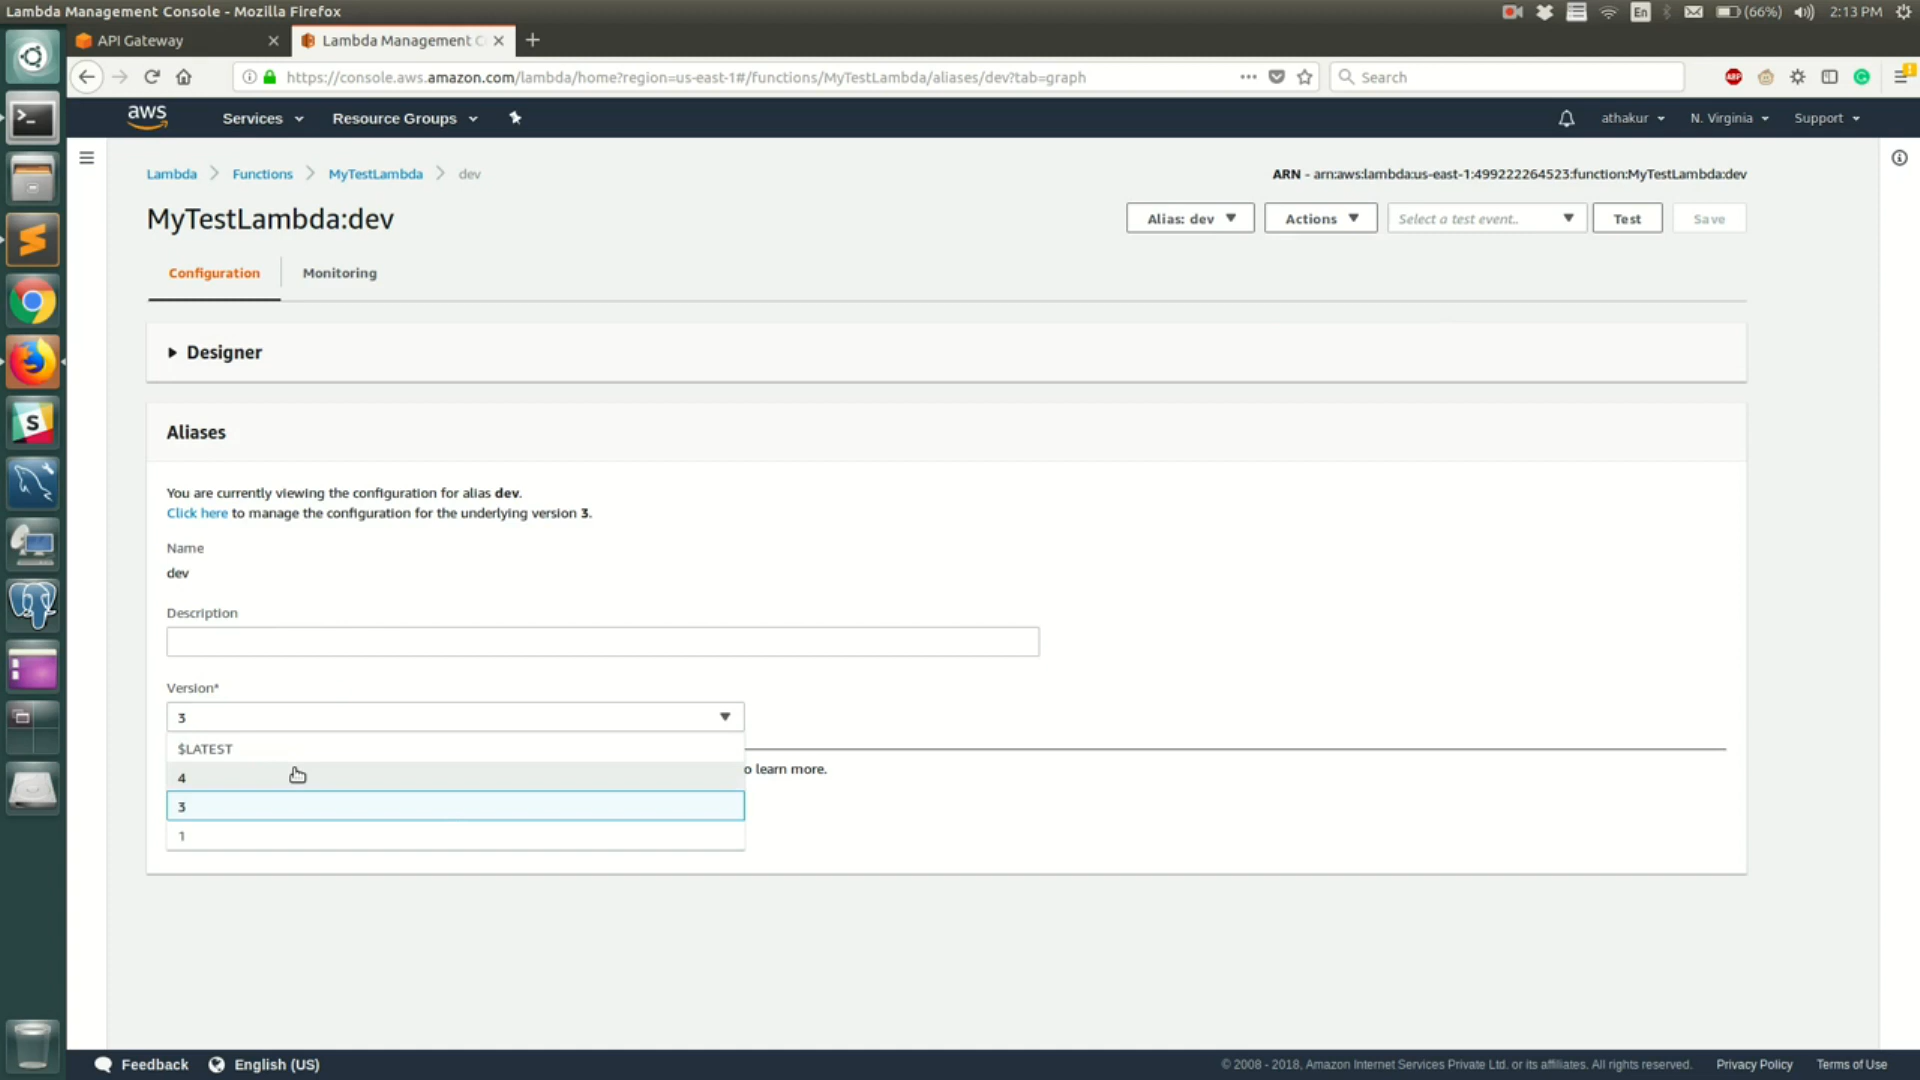 Lambda Management Console - Mozilla Firefox
En
(66%)
2:13 PM
API Gateway
Lambda Management C
https://console.aws.amazon.com/lambda/home?region=us-east-1#/functions/MyTestLambda/aliases/dev?tab=graph
Search
ABP
aws
Services
Resource Groups
athakur
N. Virginia
Support
Lambda
Functions
MyTestLambda
dev
ARN - arn:aws:lambda:us-east-1:499222264523:function:MyTestLambda:dev
MyTestLambda:dev
Alias: dev
Actions
Select a test event..
Test
Save
Configuration
Monitoring
Designer
Aliases
You are currently viewing the configuration for alias dev.
Click here to manage the configuration for the underlying version 3.
Name
dev
Description
Version*
3
$LATEST
4
o learn more.
3
1
Feedback
English (US)
© 2008 - 2018, Amazon Internet Services Private Ltd. or its affiliates. All rights reserved.
Privacy Policy
Terms of Use